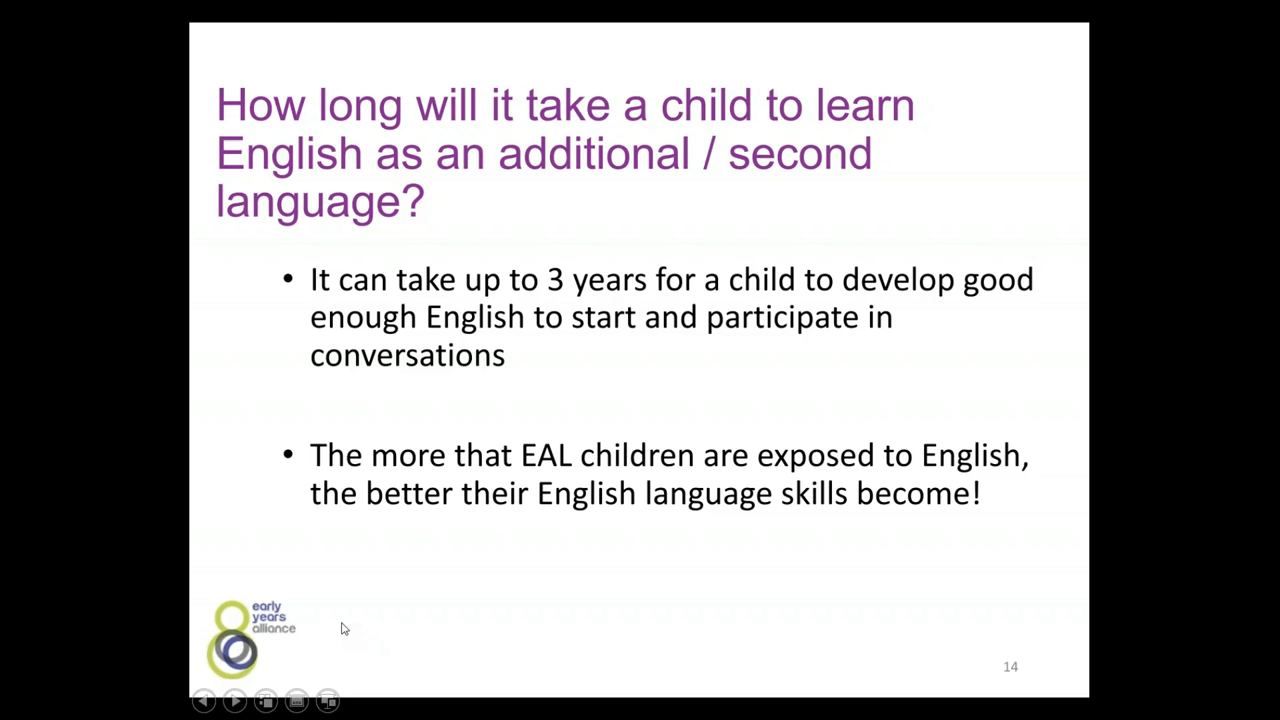 How long will it take a child to learn
English as an additional / second
language?
• It can take up to 3 years for a child to develop good
enough English to start and participate in
conversations
• The more that EAL children are exposed to English,
the better their English language skills become!
early
years
alliance
14